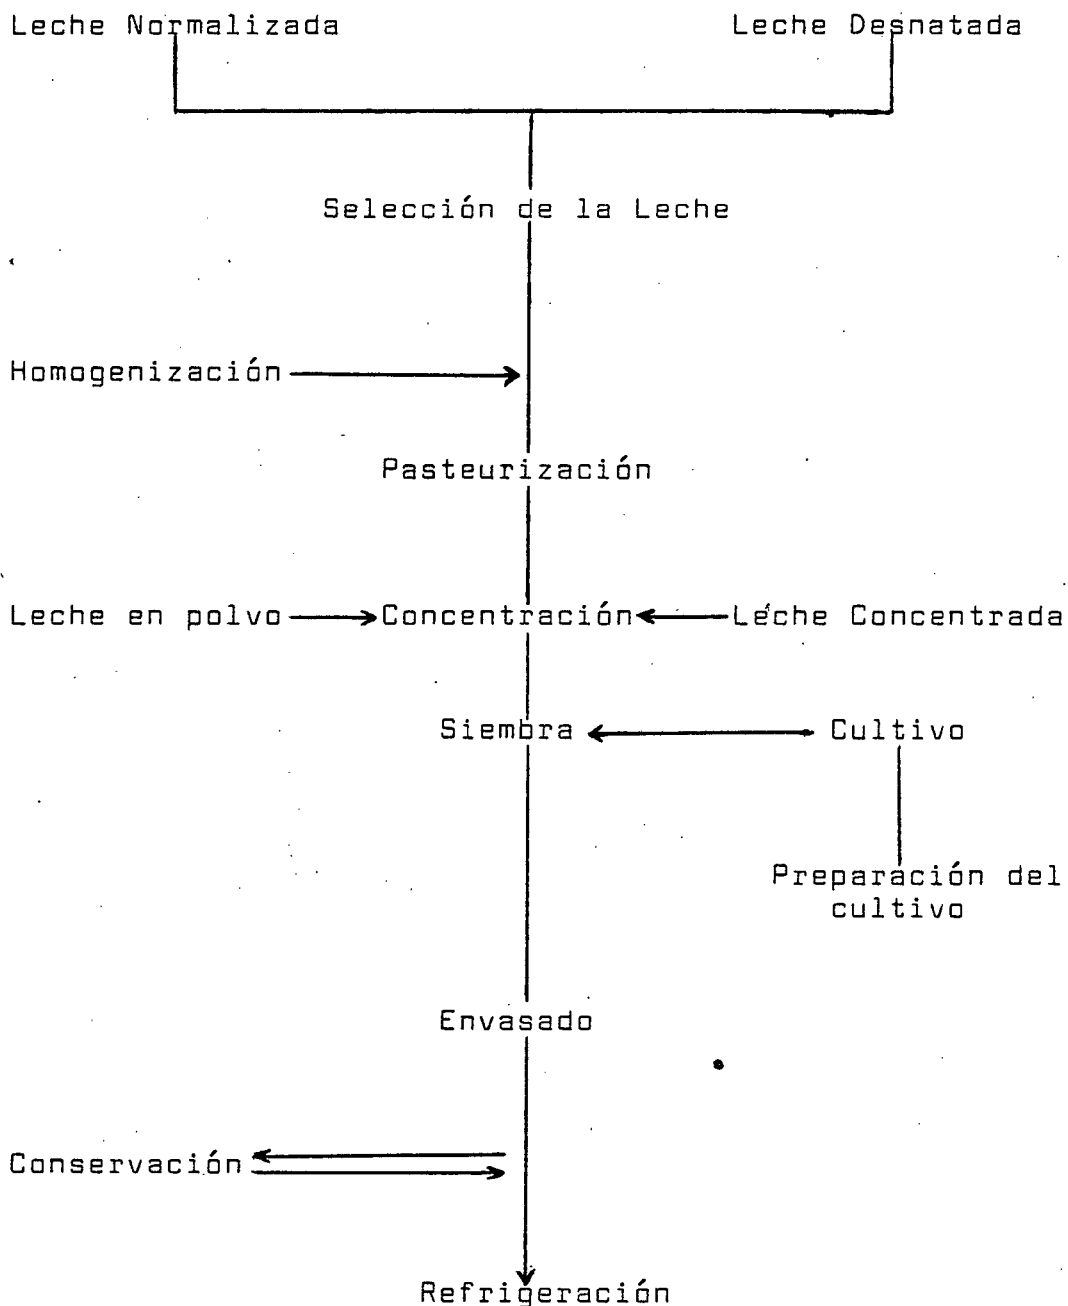 Leche Normalizada
Leche Desnatada
Selección de la Leche
Homogenización
Pasteurización
Leche en polvo
Concentración
Leche Concentrada
Siembra
Cultivo
Preparación del
cultivo
Envasado
Conservación
Refrigeración